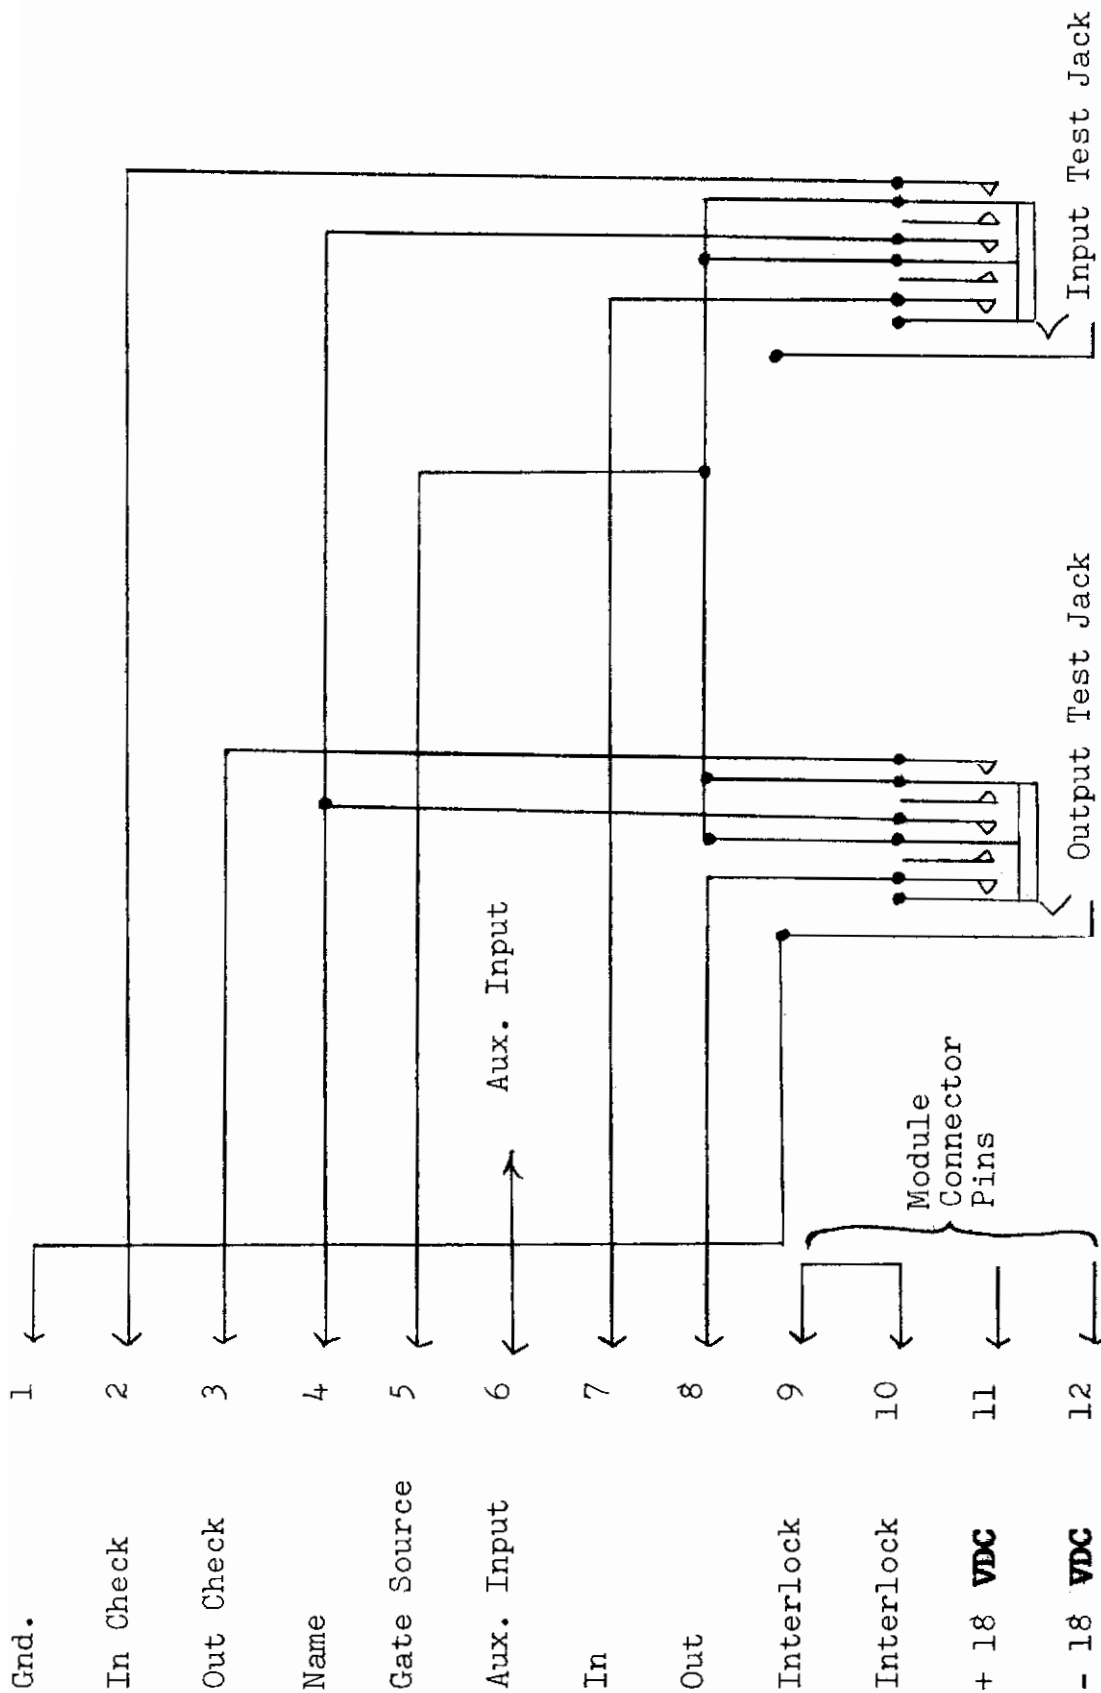 Gnd. 1
In Check 2
Out Check 3
Name 4
Gate Source 5
Aux. Input 6 Aux. Input
In 7
Out 8
Interlock 9
Interlock 10
+ 18 VDC 11
- 18 VDC 12
Module
Connector
Pins
Output Test Jack
Input Test Jack